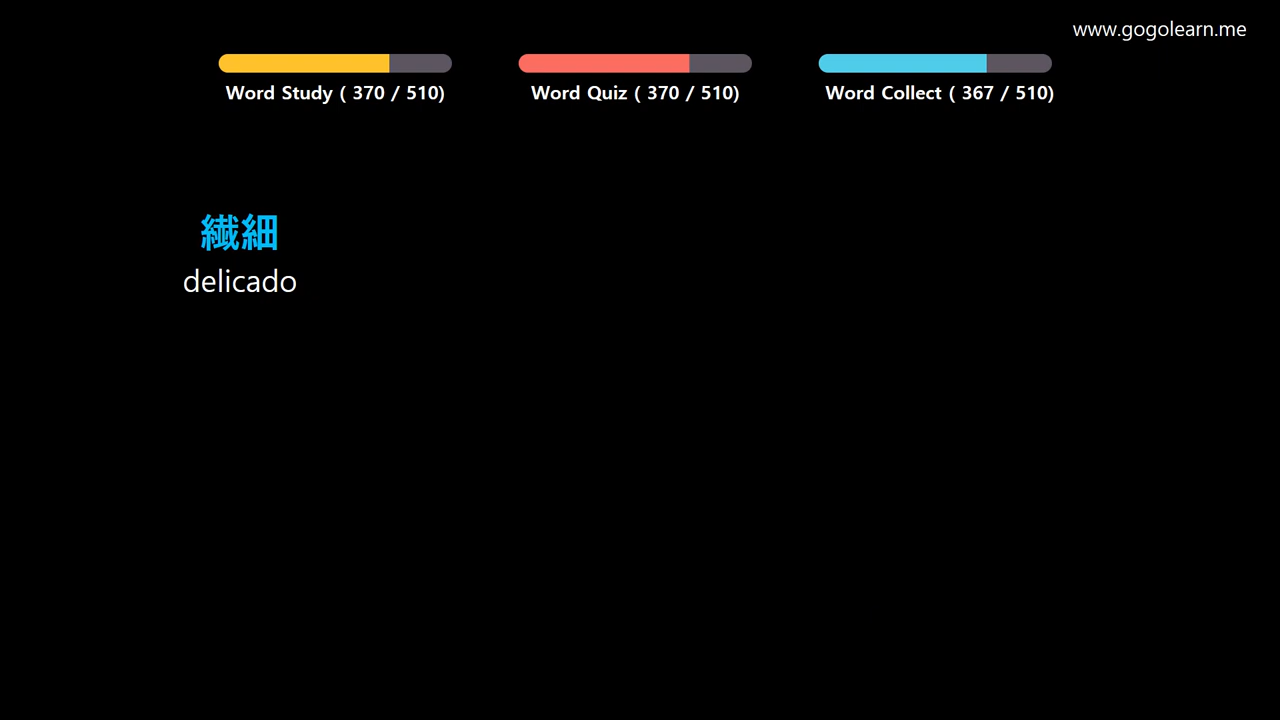 www.gogolearn.me
Word Study ( 370 / 510)
Word Quiz ( 370 / 510)
Word Collect ( 367 / 510)
繊細
delicado